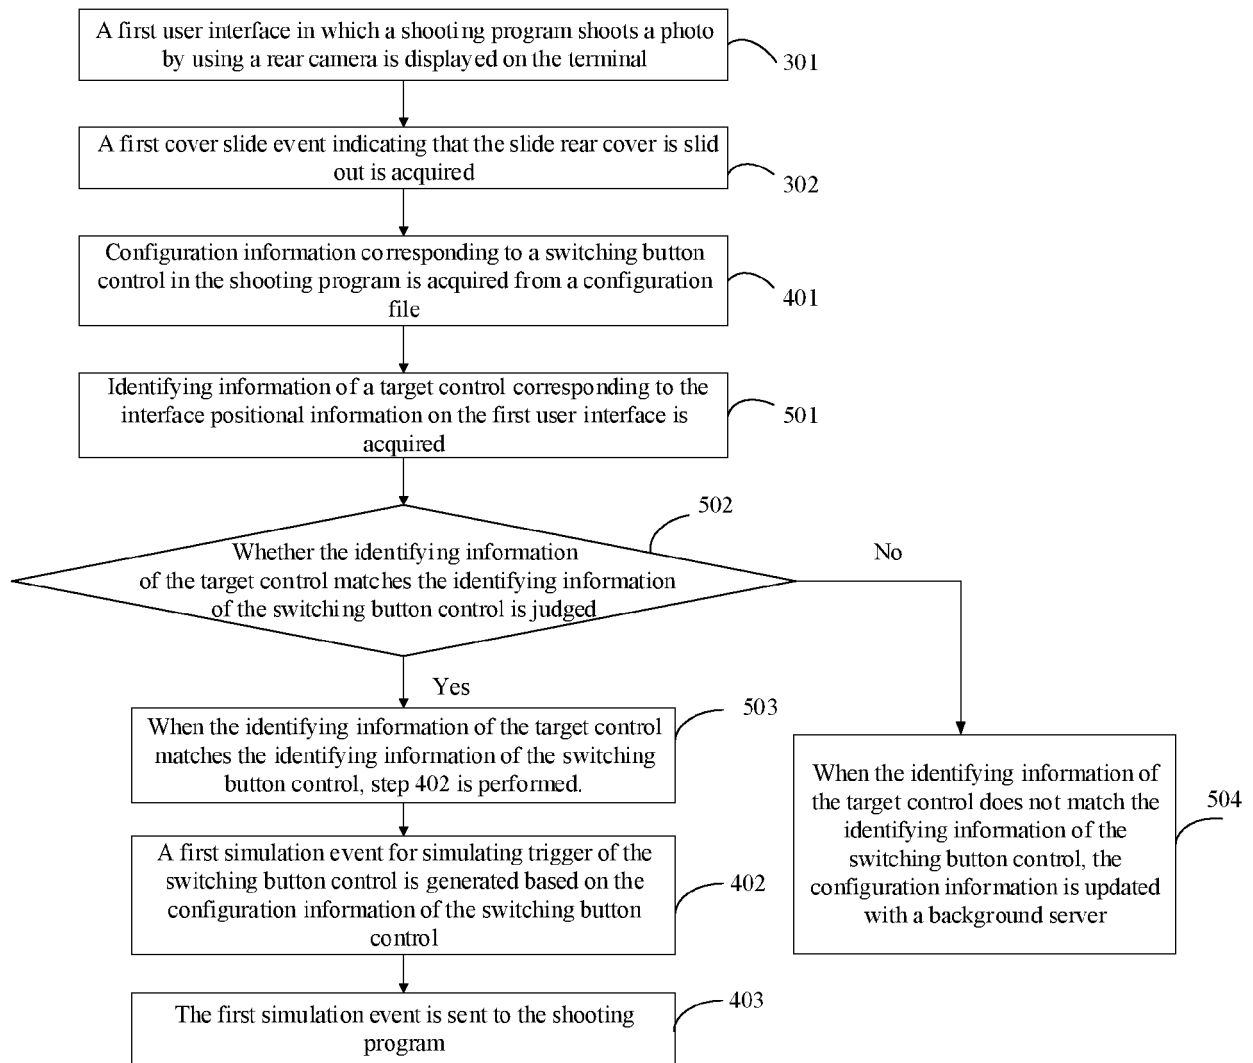 A first user interface in which a shooting program shoots a photo
by using a rear camera is displayed on the terminal
301
A first cover slide event indicating that the slide rear cover is slid
out is acquired
302
Configuration information corresponding to a switching button
control in the shooting program is acquired from a configuration
file
401
Identifying information of a target control corresponding to the
interface positional information on the first user interface is
acquired
501
502
Whether the identifying information
of the target control matches the identifying information
of the switching button control is judged
No
Yes
503
When the identifying information of the target control
matches the identifying information of the switching
button control, step 402 is performed.
When the identifying information of
the target control does not match the
identifying information of the
switching button control, the
configuration information is updated
with a background server
504
A first simulation event for simulating trigger of the
switching button control is generated based on the
configuration information of the switching button
control
402
The first simulation event is sent to the shooting
program
403